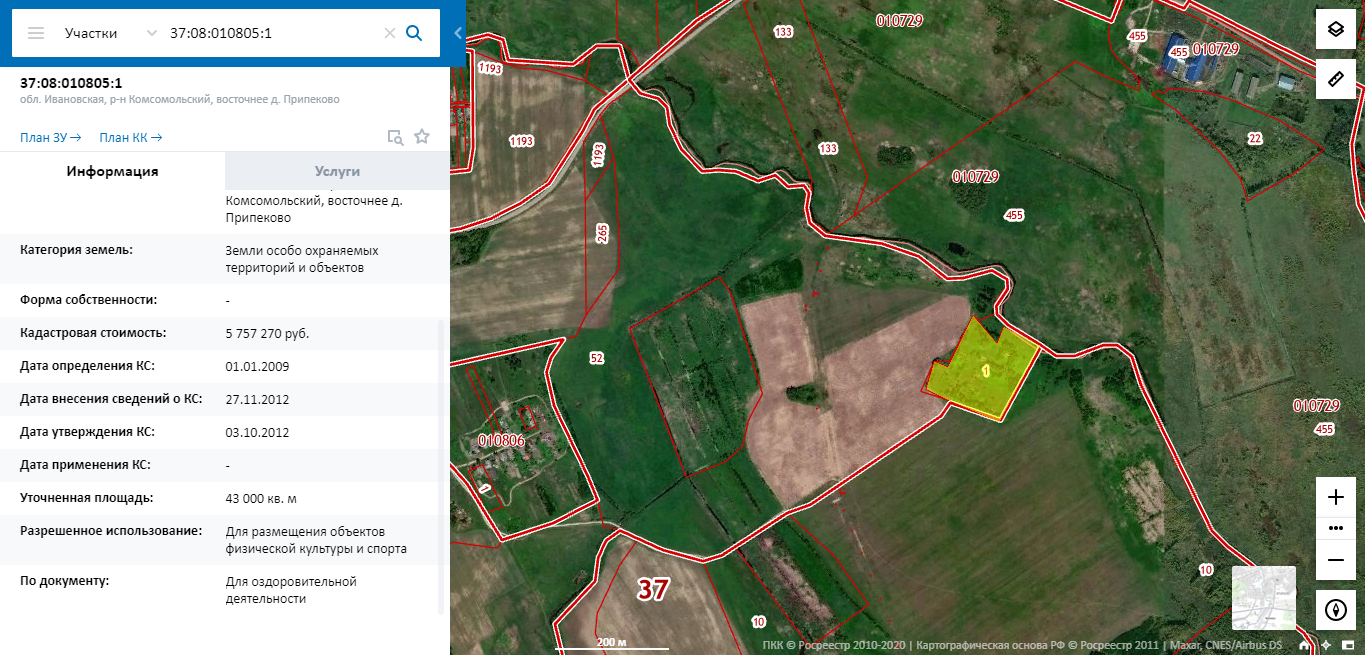 Участки
37:08:010805:1
37:08:010805:1
обл. Ивановская, р-н Комсомольский, восточнее д. Припеково
План ЗУ→
План КК→
Информация
Услуги
Комсомольский, восточнее д.
Припеково
Категория земель:
Земли особо охраняемых
территорий и объектов
Форма собственности:
-
Кадастровая стоимость:
5 757 270 руб.
Дата определения КС:
01.01.2009
Дата внесения сведений о КС:
27.11.2012
Дата утверждения КС:
03.10.2012
Дата применения КС:
-
Уточненная площадь:
43 000 кв. м
Разрешенное использование:
Для размещения объектов
физической культуры и спорта
По документу:
Для оздоровительной
деятельности
133
010729
455
455
010729
1193
1193
1193
133
22
010729
455
265
52
1
010729
455
010806
1
10
37
10
200 м
ПКК © Росреестр 2010-2020 | Картографическая основа РФ © Росреестр 2011 | Maxar, CNES/Airbus DS